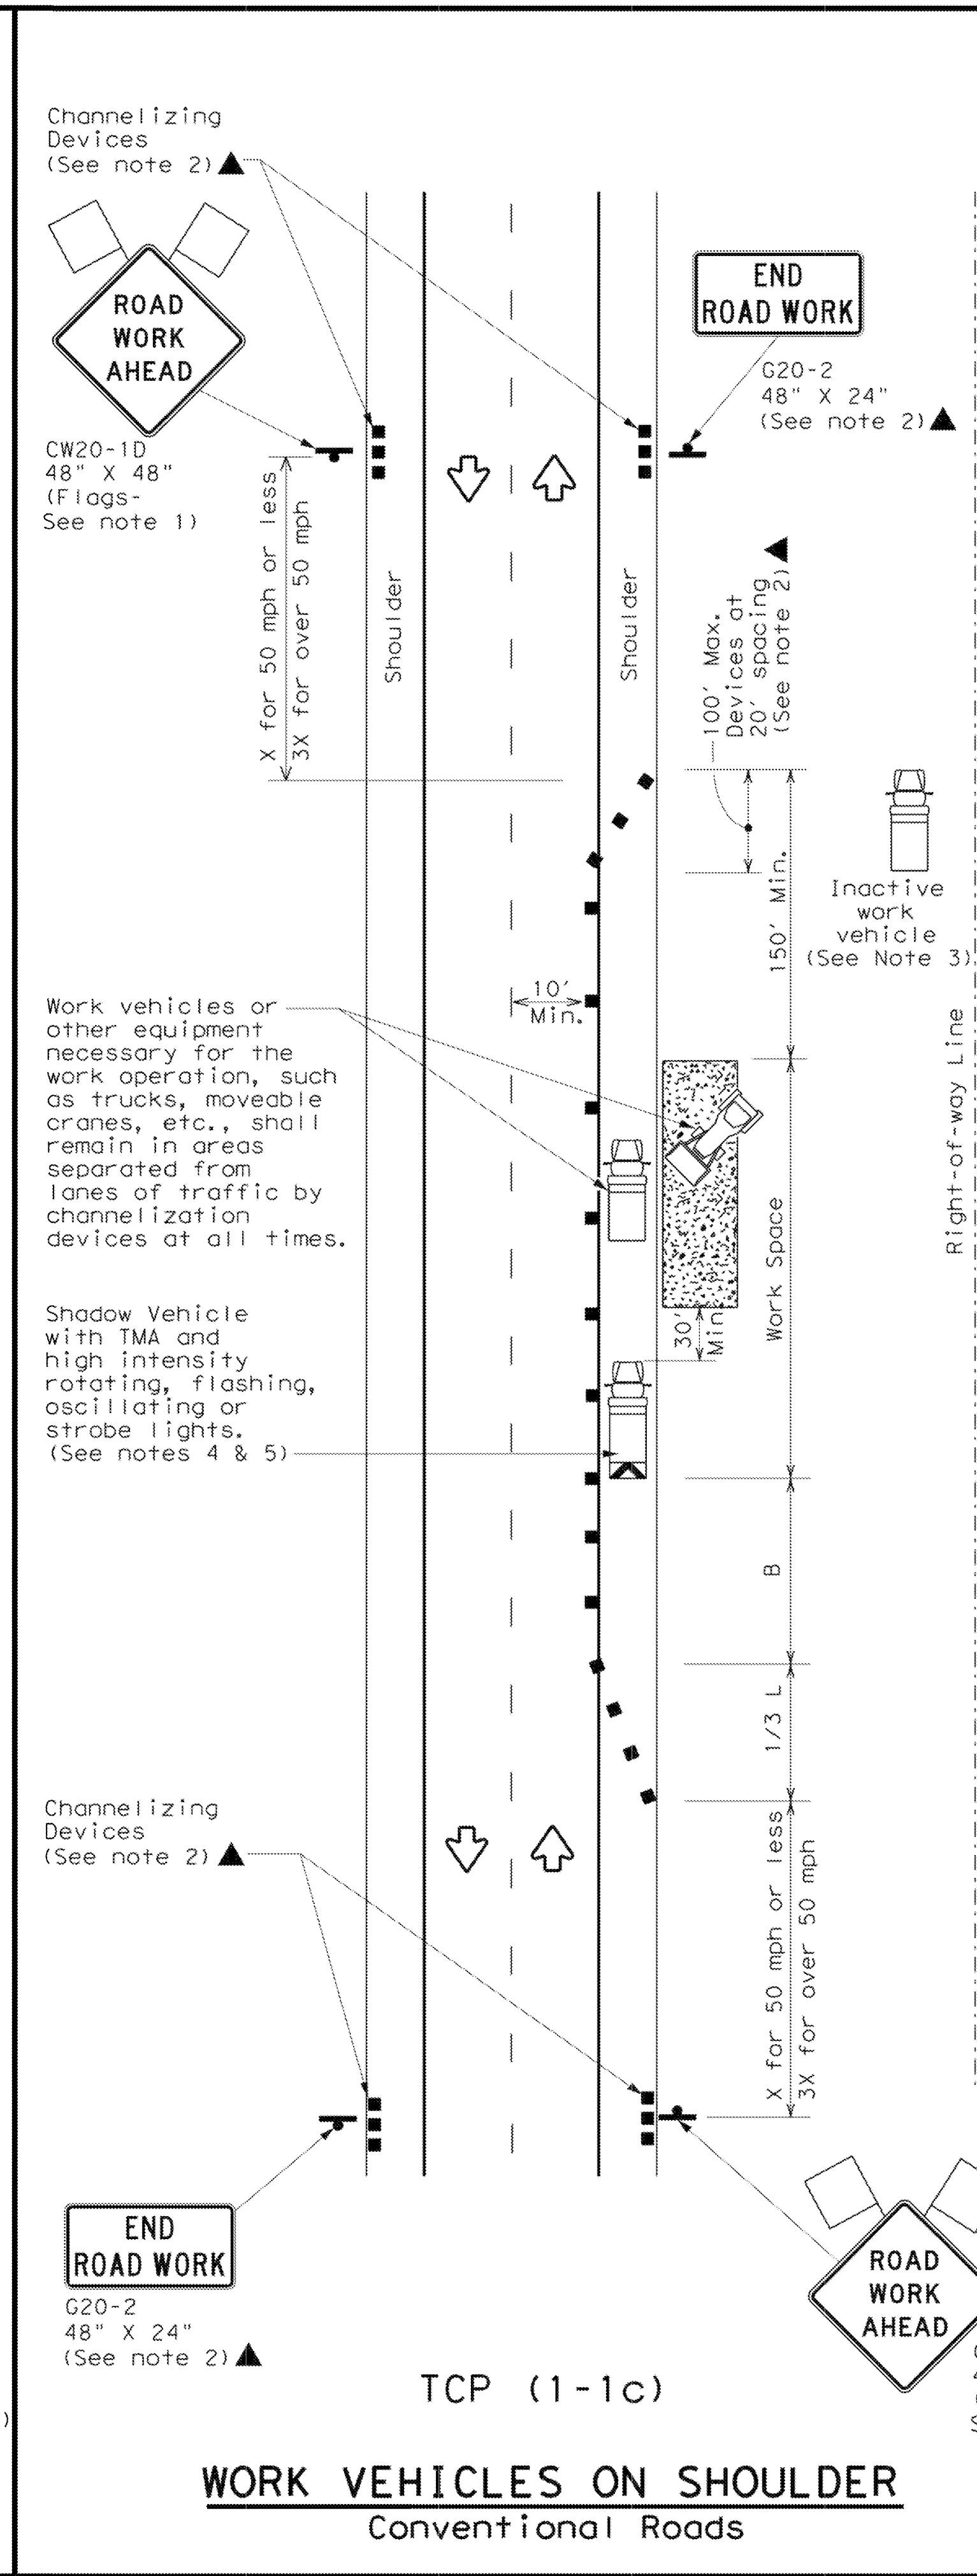 Channelizing
Devices
(See note 2)
ROAD
WORK
AHEAD
CW20-1D
48" X 48"
(Flags-
See note 1)
END
ROAD WORK
G20-2
48" X 24"
(See note 2)
X for 50 mph or less
3X for over 50 mph
Shoulder
Shoulder
100' Max.
Devices at
20' spacing
(See note 2)
150' Min.
Inactive
work
vehicle
(See Note 3)
10'
Min.
Work vehicles or
other equipment
necessary for the
work operation, such
as trucks, moveable
cranes, etc., shall
remain in areas
separated from
lanes of traffic by
channelization
devices at all times.
Right-of-way Line
Work Space
30'
Min
Shadow Vehicle
with TMA and
high intensity
rotating, flashing,
oscillating or
strobe lights.
(See notes 4 & 5)
B
1/3 L
Channelizing
Devices
(See note 2)
X for 50 mph or less
3X for over 50 mph
END
ROAD WORK
G20-2
48" X 24"
(See note 2)
ROAD
WORK
AHEAD
TCP (1-1c)
WORK VEHICLES ON SHOULDER
Conventional Roads